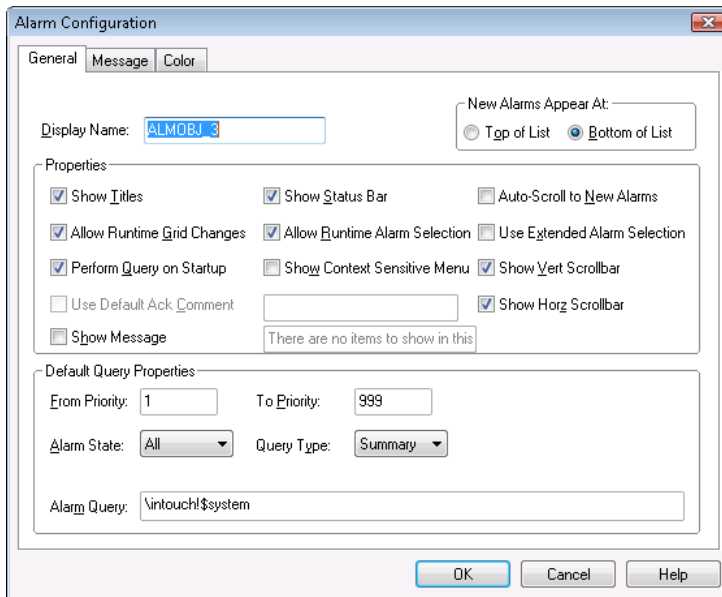 Alarm Configuration
General Message Color
New Alarms Appear At:
Display Name: ALMOBJ_3
Top of List Bottom of List
Properties
Show Titles Show Status Bar Auto-Scroll to New Alarms
Allow Runtime Grid Changes Allow Runtime Alarm Selection Use Extended Alarm Selection
Perform Query on Startup Show Context Sensitive Menu Show Vert Scrollbar
Use Default Ack Comment Show Horz Scrollbar
Show Message There are no items to show in this
Default Query Properties
From Priority: 1 To Priority: 999
Alarm State: All Query Type: Summary
Alarm Query: \intouch!$system
OK Cancel Help